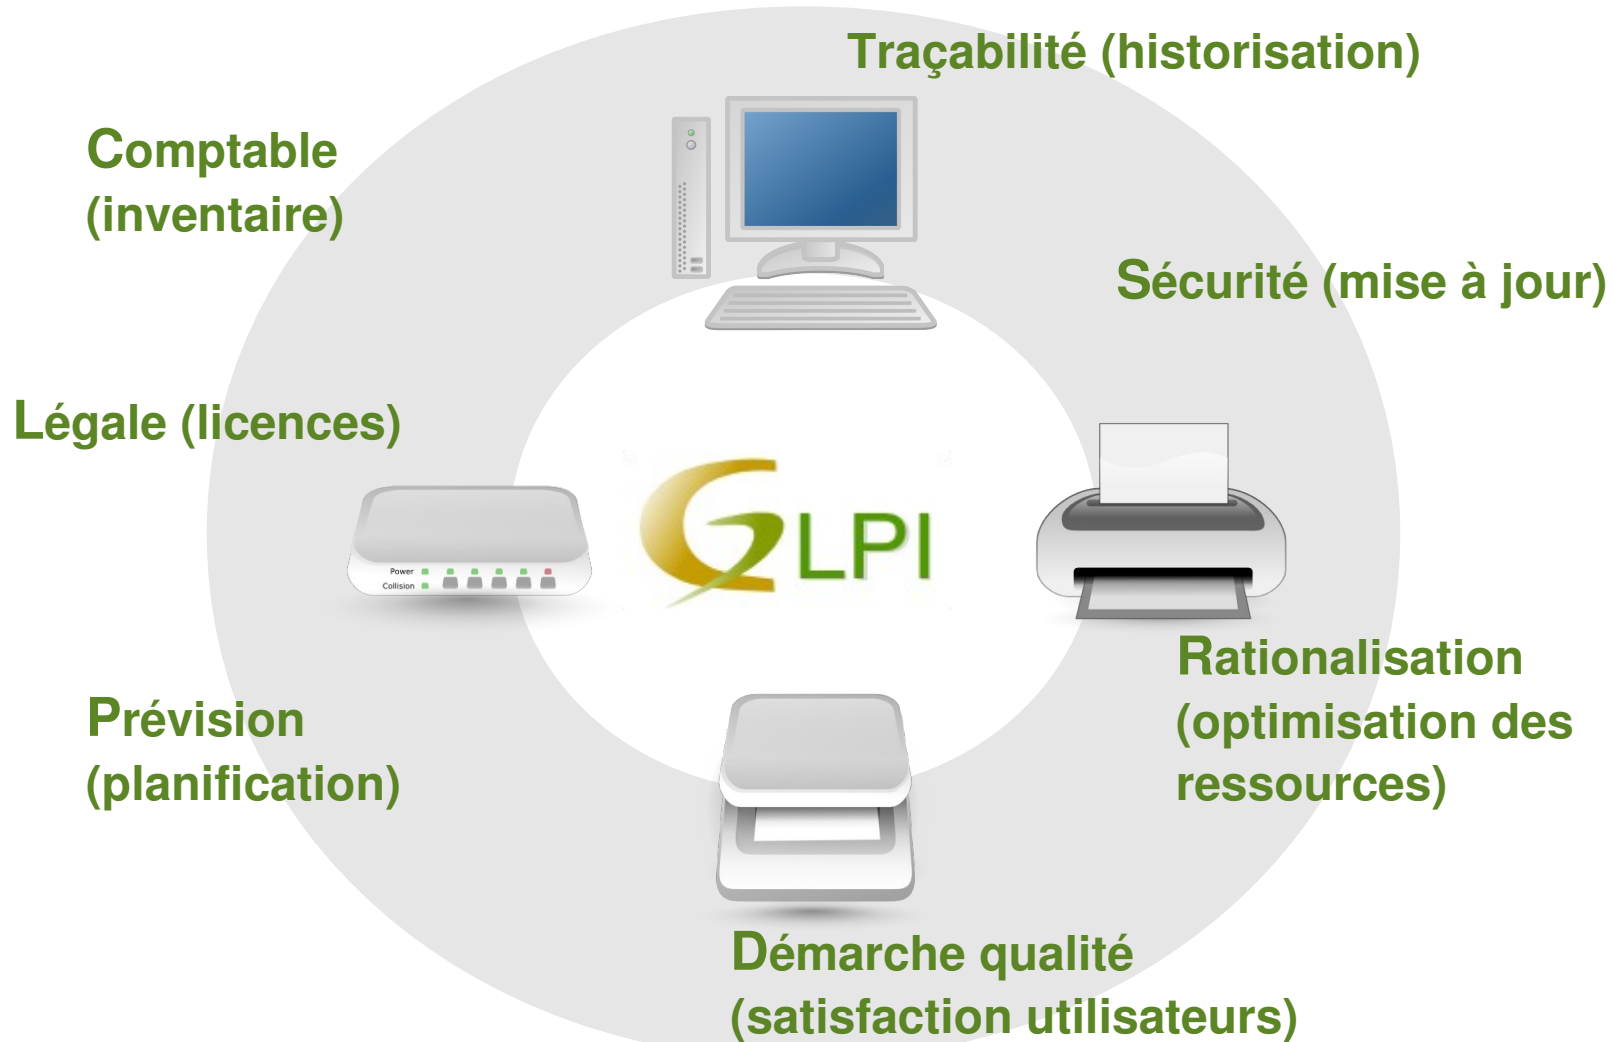 Traçabilité (historisation)
Comptable
(inventaire)
Sécurité (mise à jour)
Légale (licences)
GLPI
Power
Collision
Rationalisation
(optimisation des
ressources)
Prévision
(planification)
Démarche qualité
(satisfaction utilisateurs)